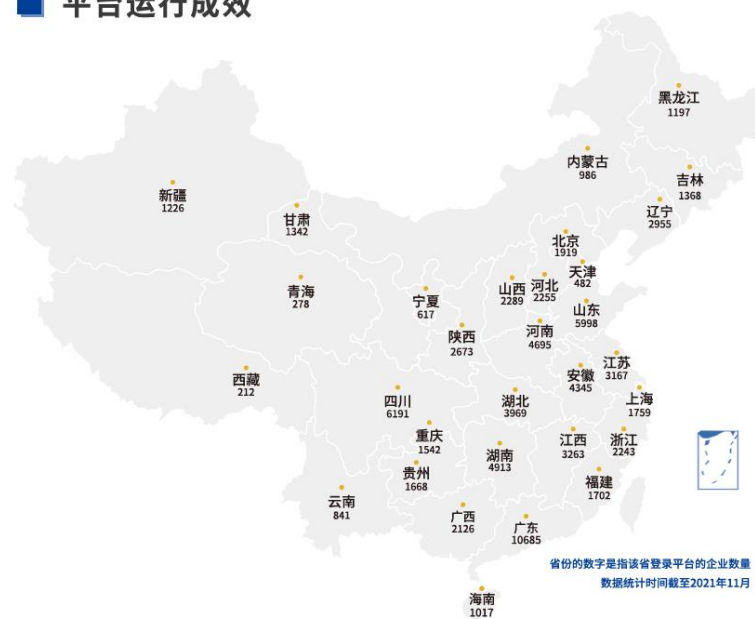 平台运行成效
黑龙江
1197
内蒙古
986
吉林
1368
新疆
1226
辽宁
2955
甘肃
1342
北京
1919
天津
482
青海
278
山西
2289
河北
2255
宁夏
617
山东
5998
陕西
2673
河南
4695
江苏
3167
安徽
4345
西藏
212
四川
6191
湖北
3969
上海
1759
重庆
1542
江西
3263
浙江
2243
湖南
4913
贵州
1668
福建
1702
云南
841
广西
2126
广东
10685
省份的数字是指该省登录平台的企业数量
数据统计时间截至2021年11月
海南
1017